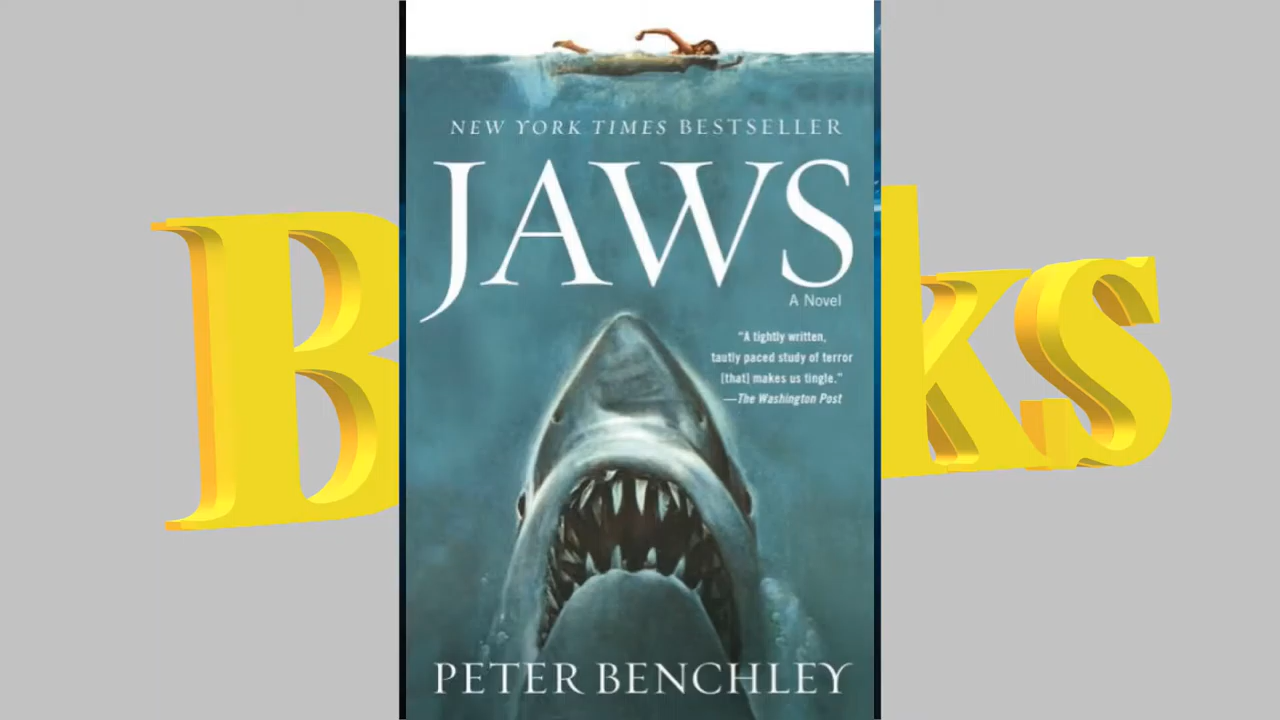 NEW YORK TIMES BESTSELLER
JAWS
A Novel
"A tightly written,
tautly paced study of terror
[that] makes us tingle."
—The Washington Post
B ks
PETER BENCHLEY